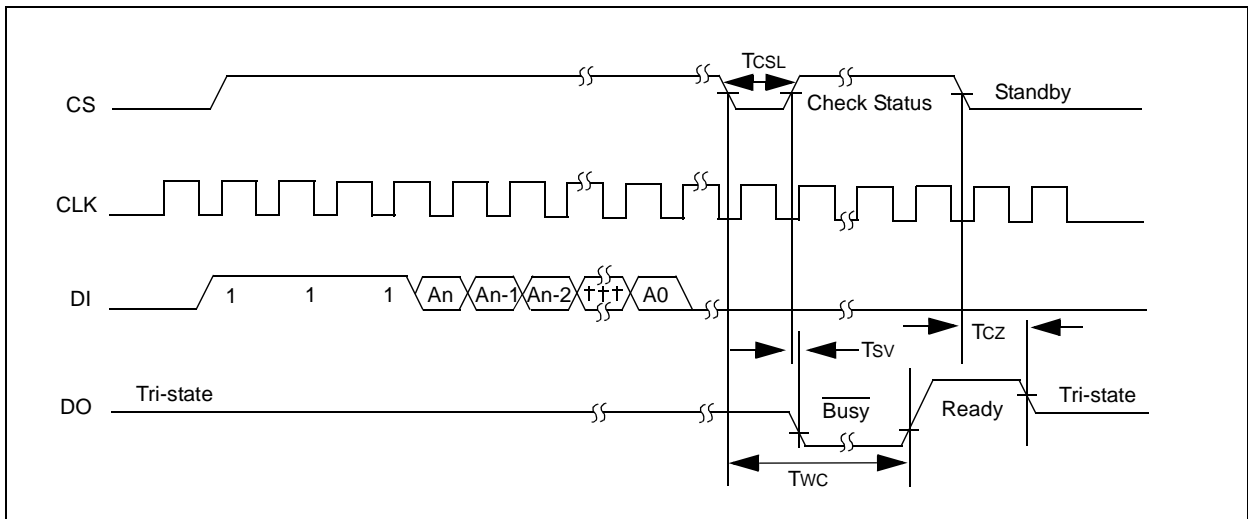 TCSL
CS
Check Status
Standby
CLK
DI
1 1 1 An An-1 An-2 ††† A0
TSV
TCZ
DO
Tri-state
Busy
Ready
Tri-state
TWC